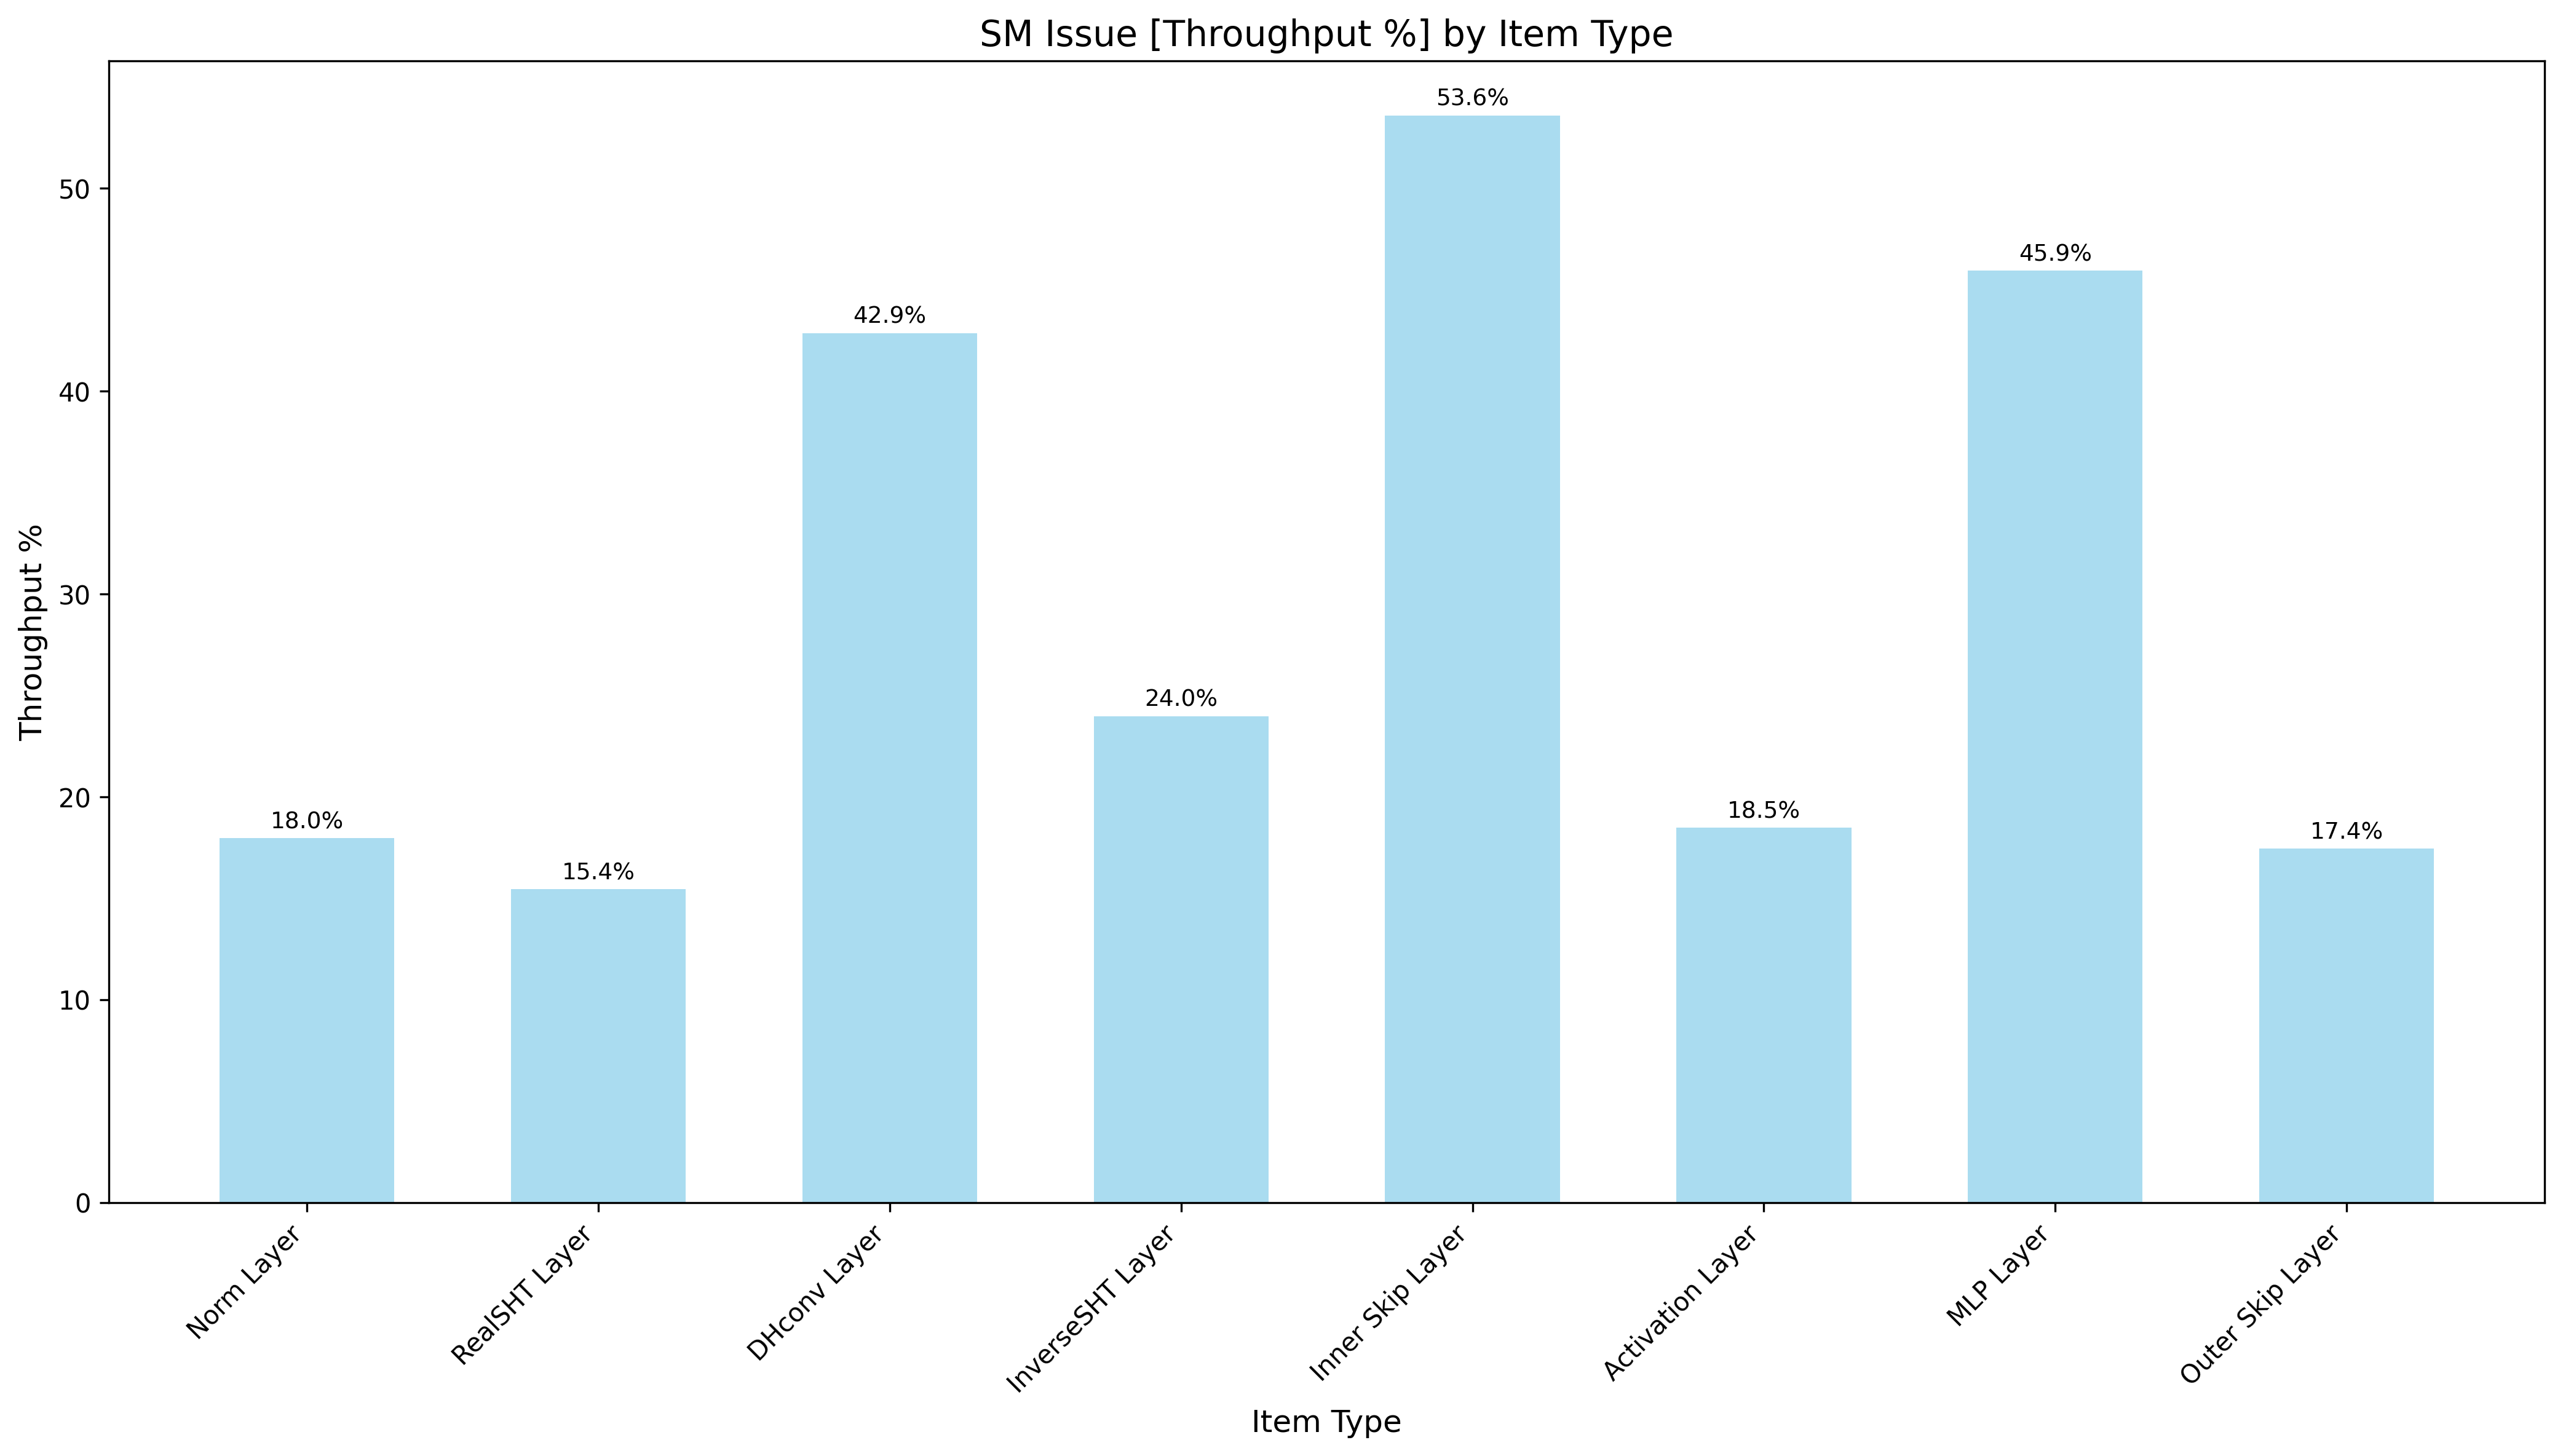 SM Issue [Throughput %] by Item Type
Throughput %
50
40
30
20
10
0
18.0%
15.4%
42.9%
24.0%
53.6%
18.5%
45.9%
17.4%
Norm Layer
RealSHT Layer
DHconv Layer
InverseSHT Layer
Inner Skip Layer
Activation Layer
MLP Layer
Outer Skip Layer
Item Type